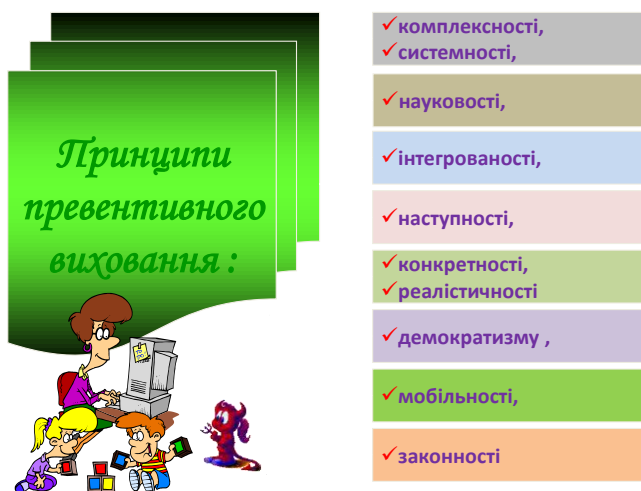 Принципи
превентивного
виховання :
комплексності,
системності,
науковості,
інтегрованості,
наступності,
конкретності,
реалістичності
демократизму ,
мобільності,
законності